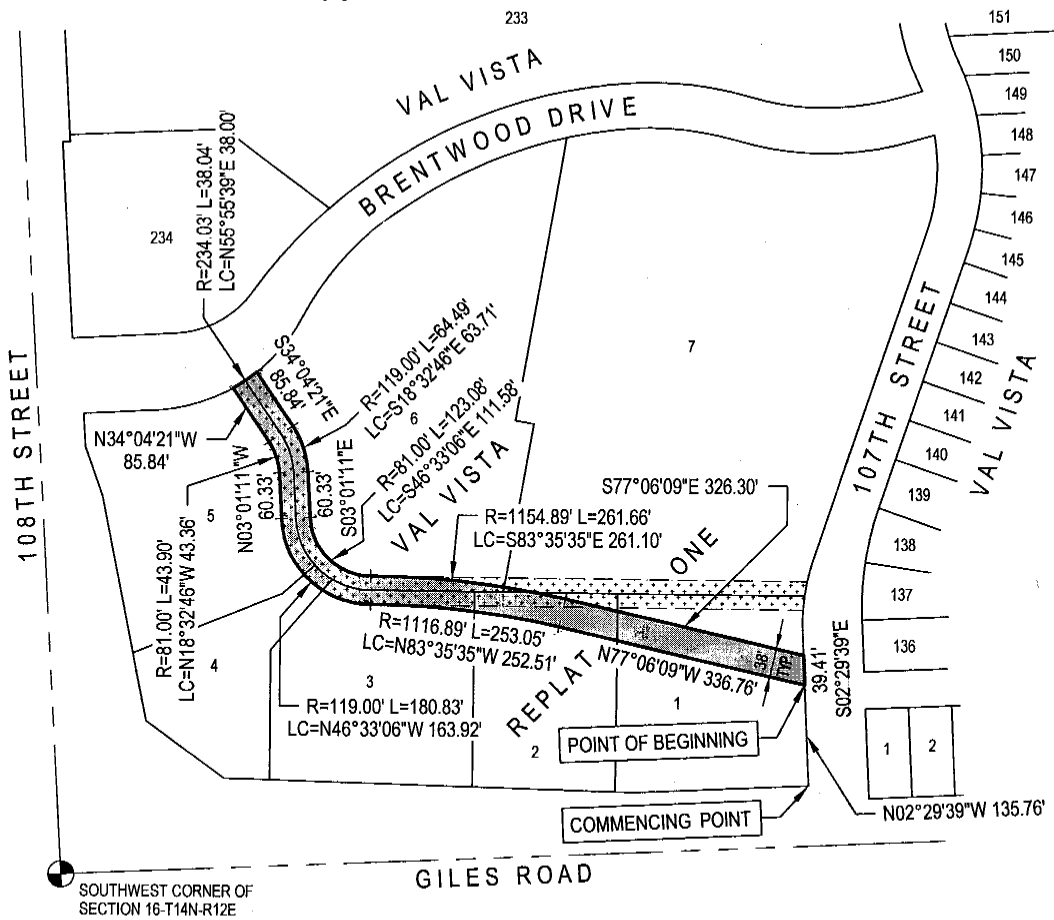 233
151
150
149
148
147
146
145
144
143
142
141
140
139
138
137
136
VAL VISTA
BRENTWOOD DRIVE
234
R=234.03' L=38.04'
LC=N55°55'39"E 38.00'
108TH STREET
107TH STREET
VAL VISTA
7
S34°04'21"E
85.84'
R=119.00' L=64.49'
LC=S18°32'46"E 63.71'
6
R=81.00' L=123.08'
LC=S46°33'06"E 111.58'
N34°04'21"W
85.84'
N03°01'11"W
60.33'
60.33'
S03°01'11"E
5
VAL VISTA
REPLAT
ONE
S77°06'09"E 326.30'
R=1154.89' L=261.66'
LC=S83°35'35"E 261.10'
R=81.00' L=43.90'
LC=N18°32'46"W 43.36'
4
R=1116.89' L=253.05'
LC=N83°35'35"W 252.51'
N77°06'09"W 336.76'
38'
TYP.
39.41'
S02°29'39"E
3
R=119.00' L=180.83'
LC=N46°33'06"W 163.92'
2
1
POINT OF BEGINNING
1
2
COMMENCING POINT
N02°29'39"W 135.76'
GILES ROAD
SOUTHWEST CORNER OF
SECTION 16-T14N-R12E